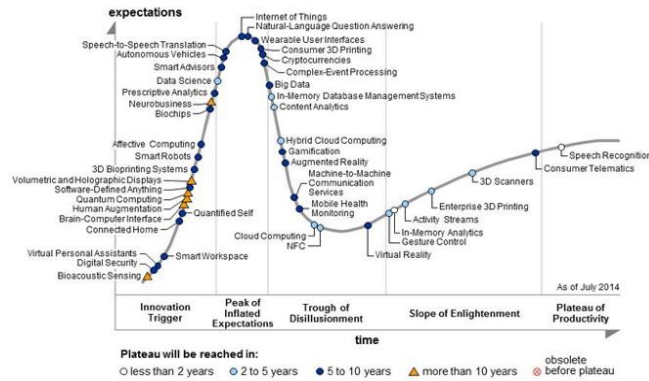 expectations
Internet of Things
Natural-Language Question Answering
Wearable User Interfaces
Speech-to-Speech Translation
Consumer 3D Printing
Autonomous Vehicles
Cryptocurrencies
Smart Advisors
Complex-Event Processing
Data Science
Big Data
Prescriptive Analytics
In-Memory Database Management Systems
Neurobusiness
Content Analytics
Biochips
Hybrid Cloud Computing
Affective Computing
Gamification
Smart Robots
Augmented Reality
3D Bioprinting Systems
Machine-to-Machine
Communication
Services
Volumetric and Holographic Displays
Software-Defined Anything
Quantum Computing
Mobile Health
Monitoring
Human Augmentation
Quantified Self
Brain-Computer Interface
Connected Home
Cloud Computing
NFC
Speech Recognition
Consumer Telematics
3D Scanners
Enterprise 3D Printing
Activity Streams
In-Memory Analytics
Gesture Control
Virtual Reality
Virtual Personal Assistants
Smart Workspace
Digital Security
Bioacoustic Sensing
As of July 2014
Innovation
Trigger
Peak of
Inflated
Expectations
Trough of
Disillusionment
Slope of Enlightenment
Plateau of
Productivity
time
Plateau will be reached in:
less than 2 years
2 to 5 years
5 to 10 years
more than 10 years
obsolete
before plateau